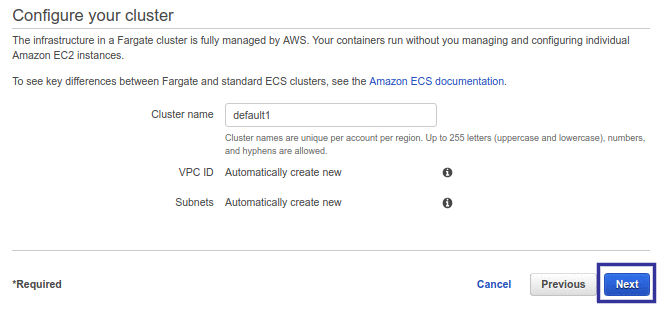 Configure your cluster
The infrastructure in a Fargate cluster is fully managed by AWS. Your containers run without you managing and configuring individual
Amazon EC2 instances.
To see key differences between Fargate and standard ECS clusters, see the Amazon ECS documentation.
Cluster name default1
Cluster names are unique per account per region. Up to 255 letters (uppercase and lowercase), numbers,
and hyphens are allowed.
VPC ID Automatically create new
Subnets Automatically create new
*Required Cancel Previous Next